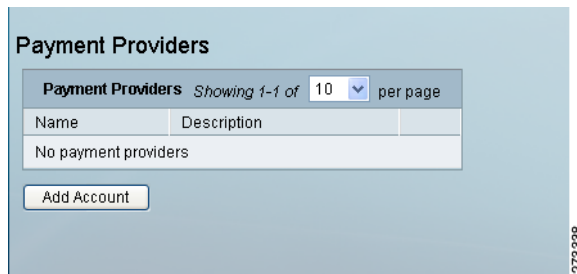 Payment Providers
Payment Providers Showing 1-1 of 10 per page
Name Description
No payment providers
Add Account